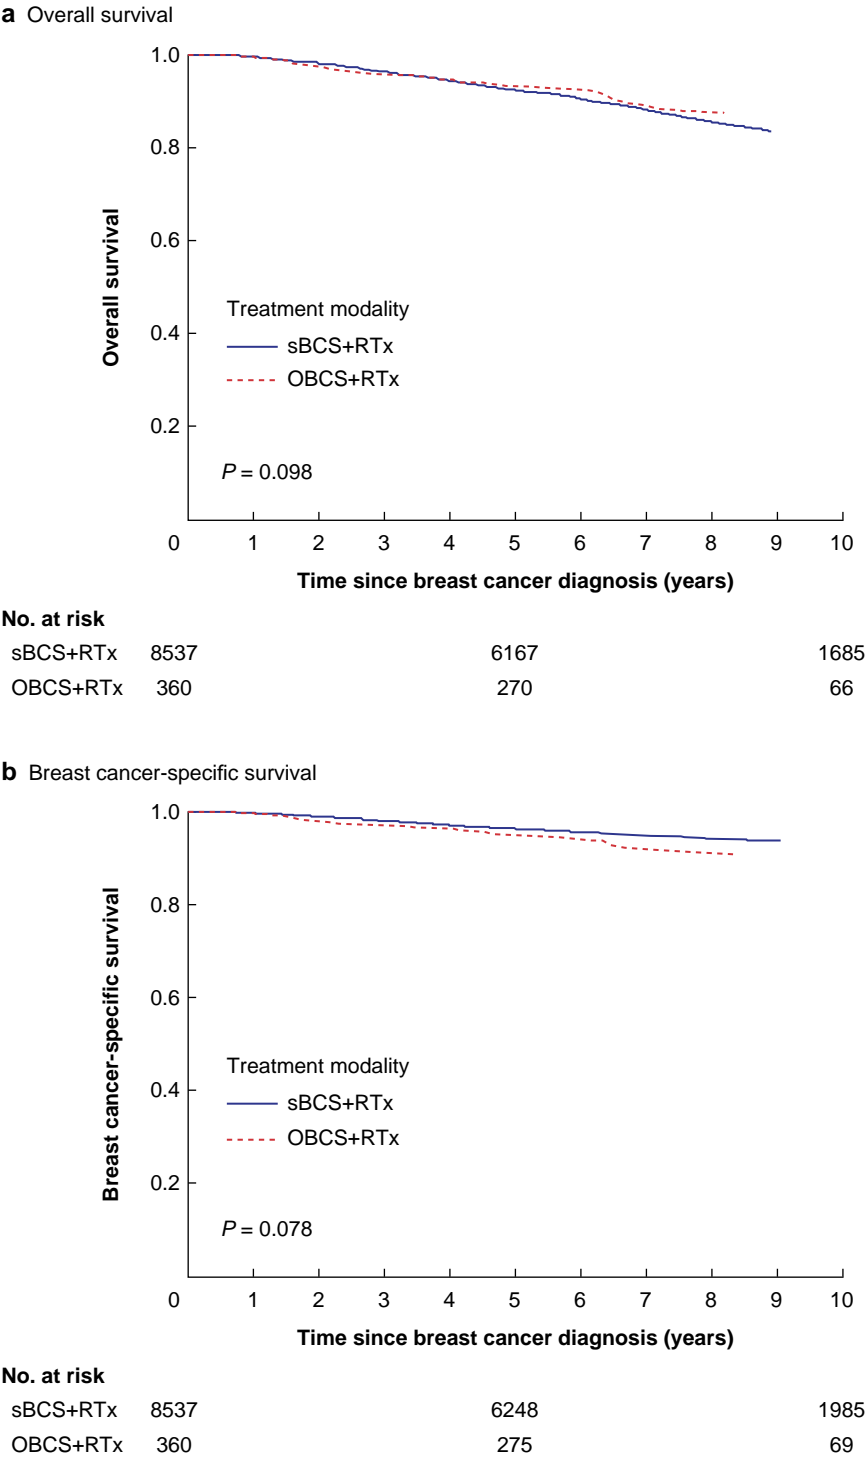 a Overall survival
1.0
0.8
0.6
0.4
0.2
Overall survival
Treatment modality
sBCS+RTx
OBCS+RTx
P = 0.098
0 1 2 3 4 5 6 7 8 9 10
Time since breast cancer diagnosis (years)
No. at risk
sBCS+RTx 8537 6167 1685
OBCS+RTx 360 270 66
b Breast cancer-specific survival
1.0
0.8
0.6
0.4
0.2
Breast cancer-specific survival
Treatment modality
sBCS+RTx
OBCS+RTx
P = 0.078
0 1 2 3 4 5 6 7 8 9 10
Time since breast cancer diagnosis (years)
No. at risk
sBCS+RTx 8537 6248 1985
OBCS+RTx 360 275 69